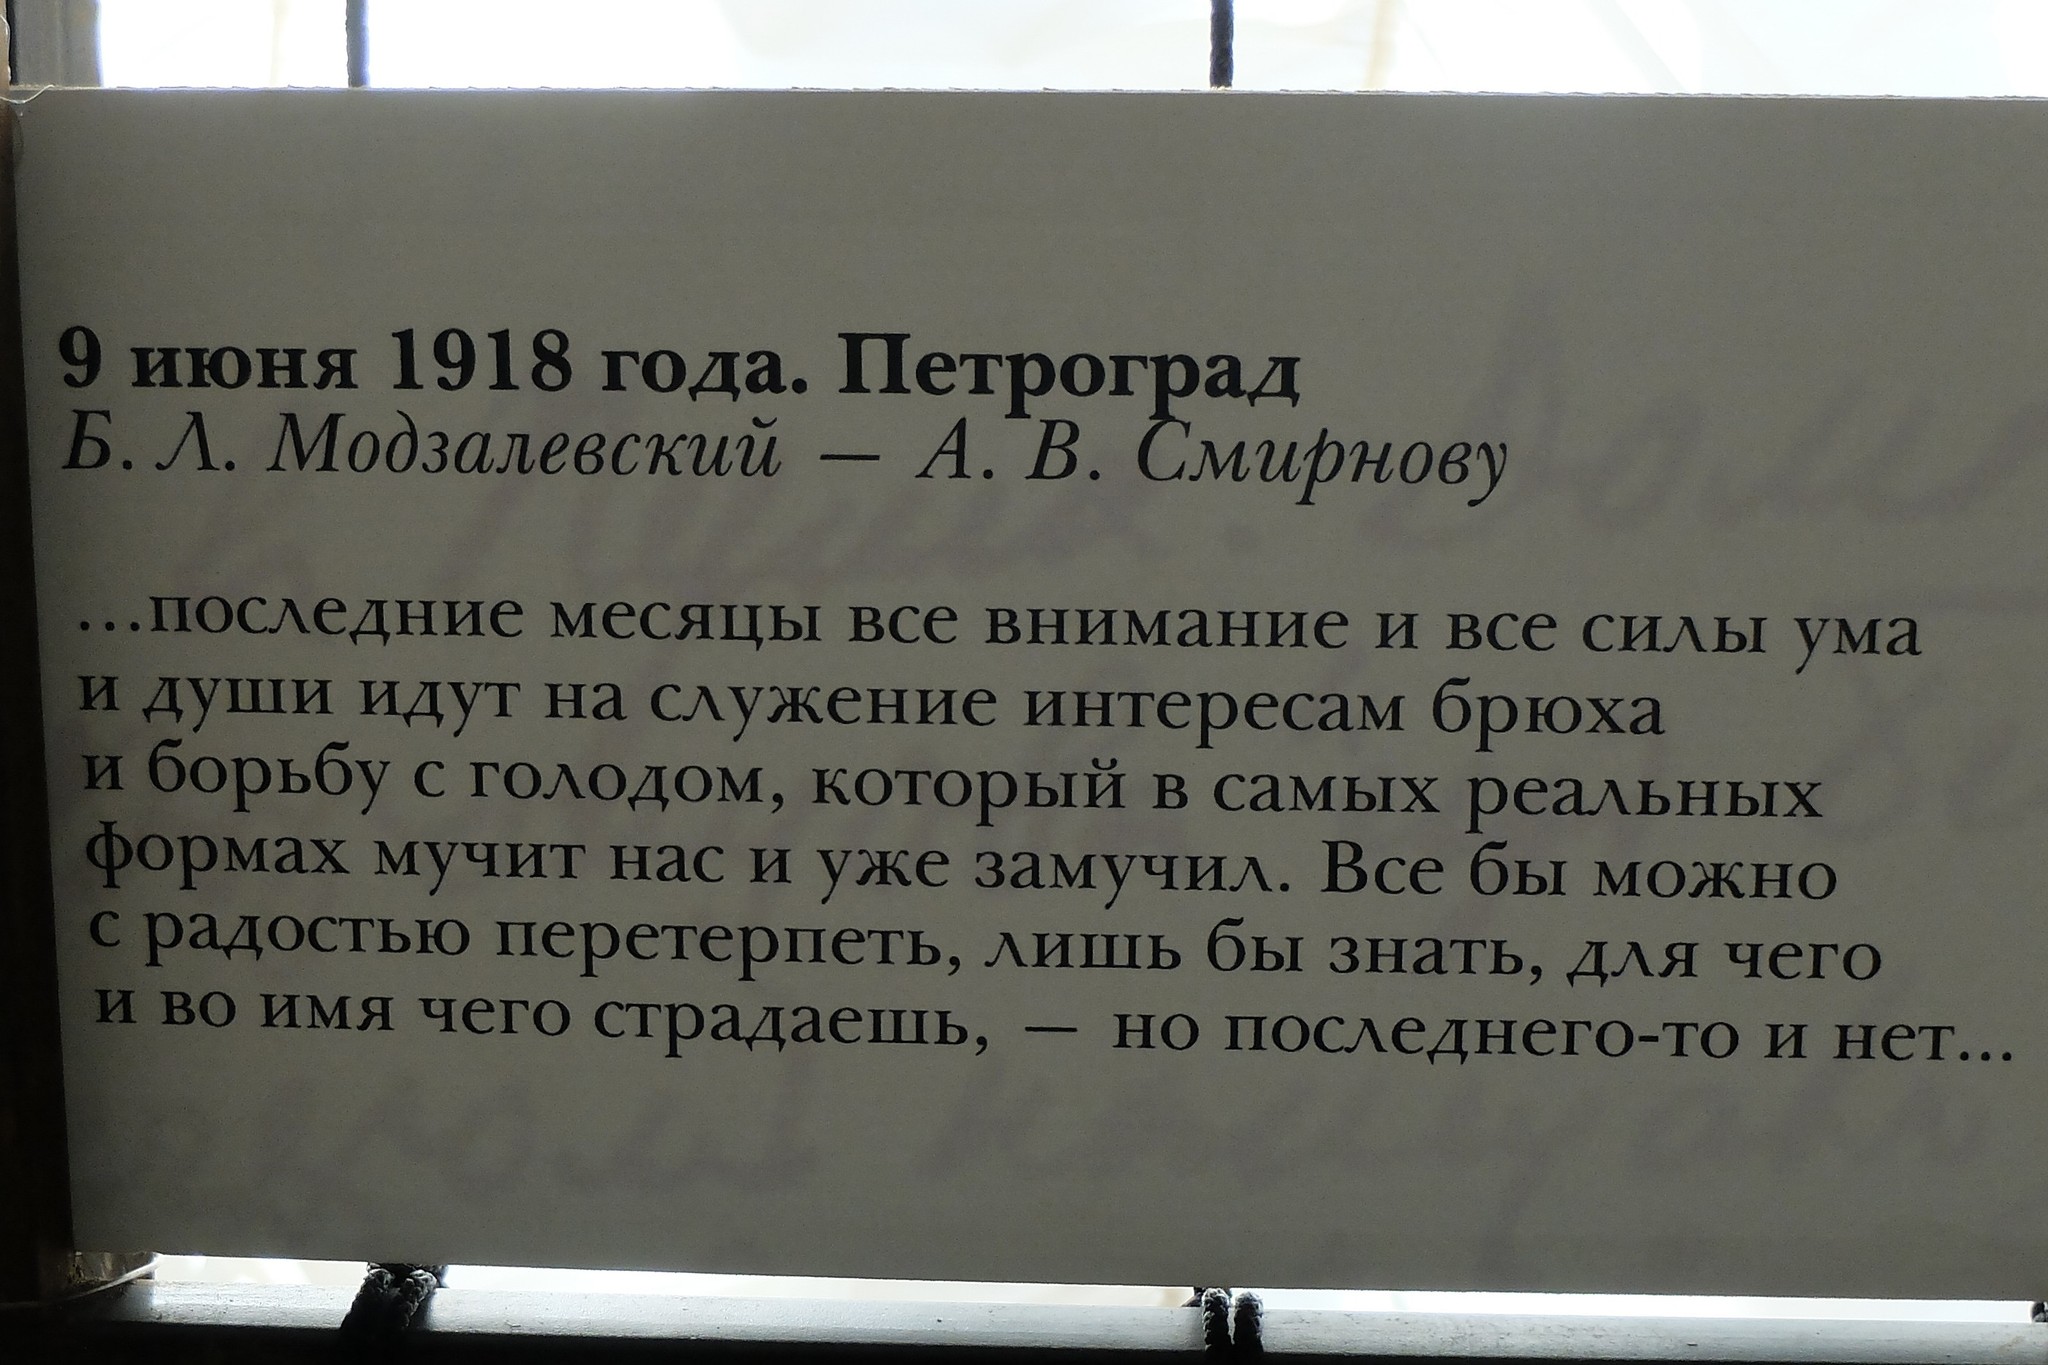 9 июня 1918 года. Петроград
Б. Л. Модзалевский — А. В. Смирнову
...последние месяцы все внимание и все силы ума
и души идут на служение интересам брюха
и борьбу с голодом, который в самых реальных
формах мучит нас и уже замучил. Все бы можно
с радостью перетерпеть, лишь бы знать, для чего
и во имя чего страдаешь, — но последнего-то и нет...